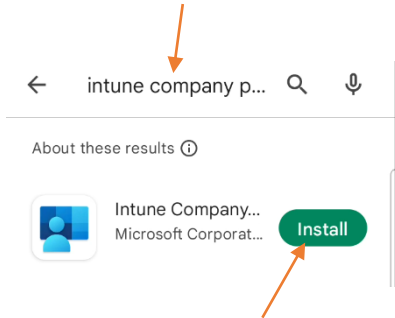 intune company p...
About these results
Intune Company...
Microsoft Corporat...
Install